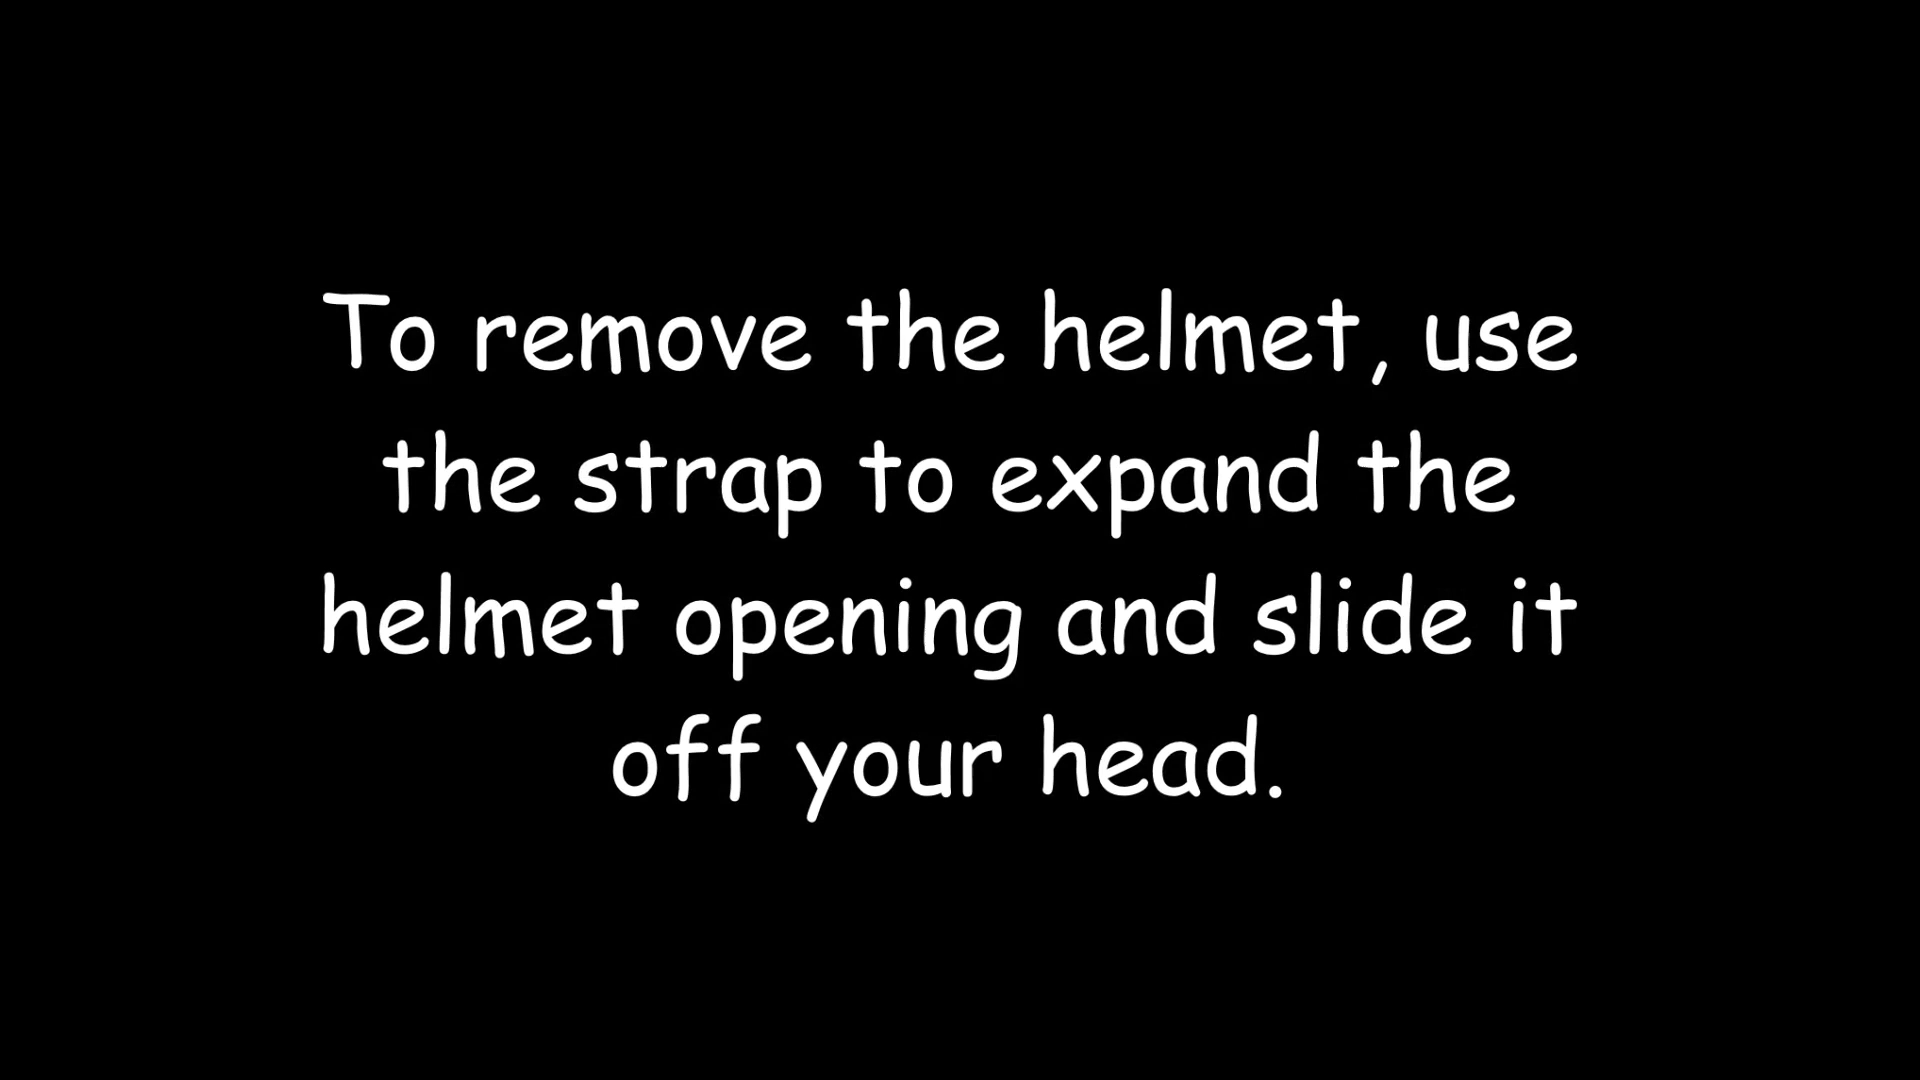 To remove the helmet, use
the strap to expand the
helmet opening and slide it
off your head.